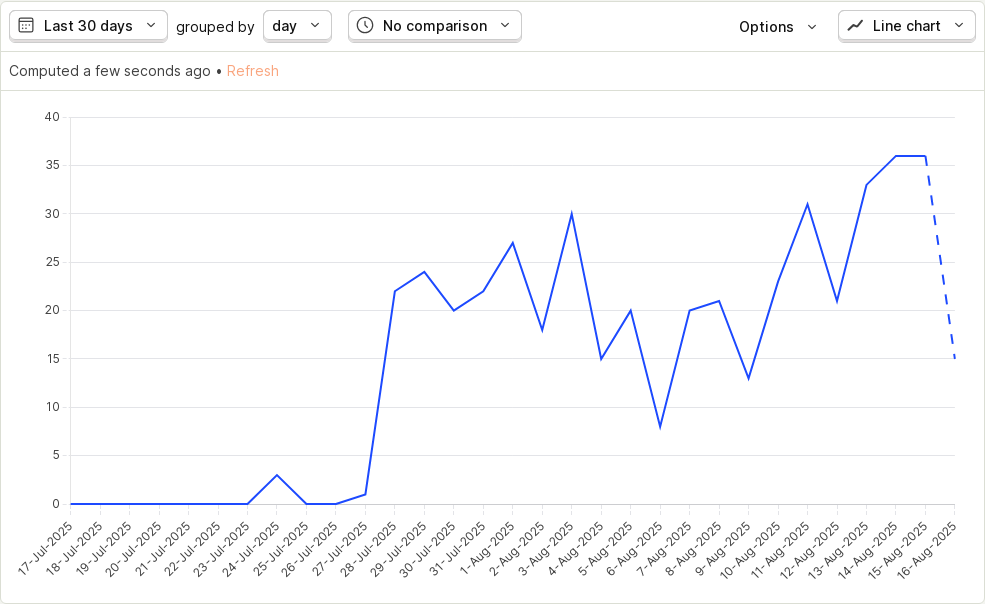 Last 30 days grouped by day No comparison Options Line chart
Computed a few seconds ago • Refresh
40
35
30
25
20
15
10
5
0
17-Jul-2025
18-Jul-2025
19-Jul-2025
20-Jul-2025
21-Jul-2025
22-Jul-2025
23-Jul-2025
24-Jul-2025
25-Jul-2025
26-Jul-2025
27-Jul-2025
28-Jul-2025
29-Jul-2025
30-Jul-2025
31-Jul-2025
1-Aug-2025
2-Aug-2025
3-Aug-2025
4-Aug-2025
5-Aug-2025
6-Aug-2025
7-Aug-2025
8-Aug-2025
9-Aug-2025
10-Aug-2025
11-Aug-2025
12-Aug-2025
13-Aug-2025
14-Aug-2025
15-Aug-2025
16-Aug-2025